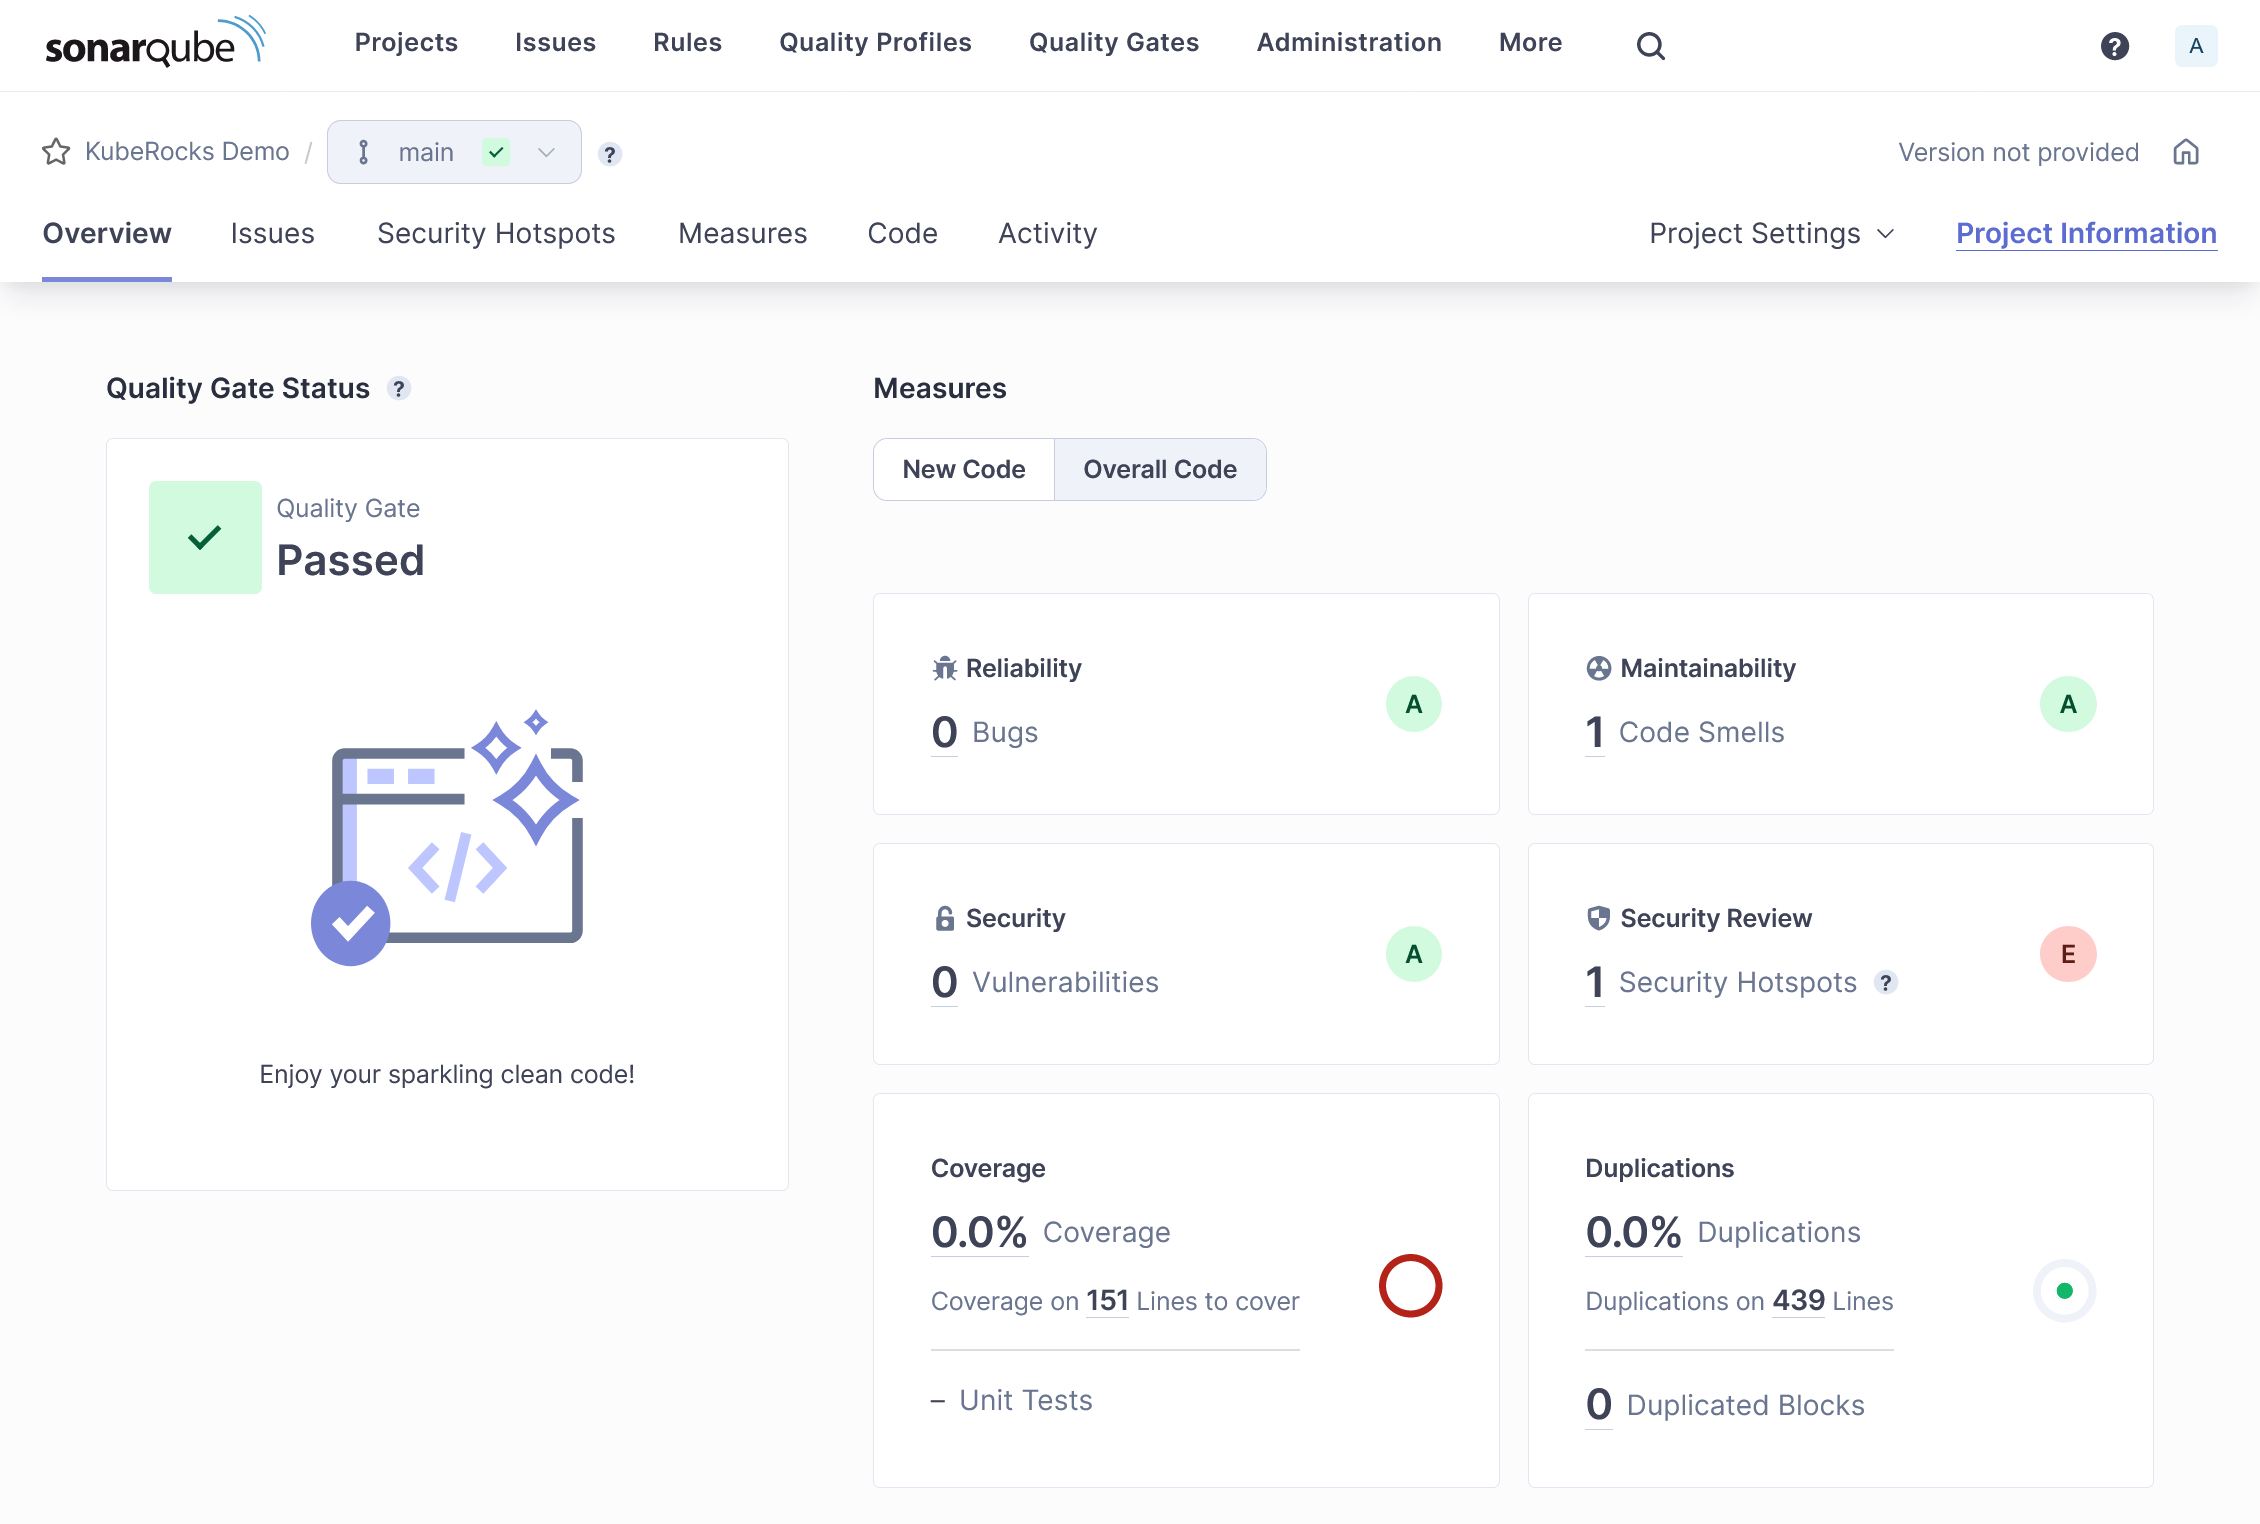 sonarqube
Projects Issues Rules Quality Profiles Quality Gates Administration More ? A
KubeRocks Demo / main ? Version not provided
Overview Issues Security Hotspots Measures Code Activity Project Settings Project Information
Quality Gate Status ?
Quality Gate
Passed
</>
Enjoy your sparkling clean code!
Measures
New Code Overall Code
Reliability
0 Bugs A
Maintainability
1 Code Smells A
Security
0 Vulnerabilities A
Security Review
1 Security Hotspots ? E
Coverage
0.0% Coverage
Coverage on 151 Lines to cover
– Unit Tests
Duplications
0.0% Duplications
Duplications on 439 Lines
0 Duplicated Blocks